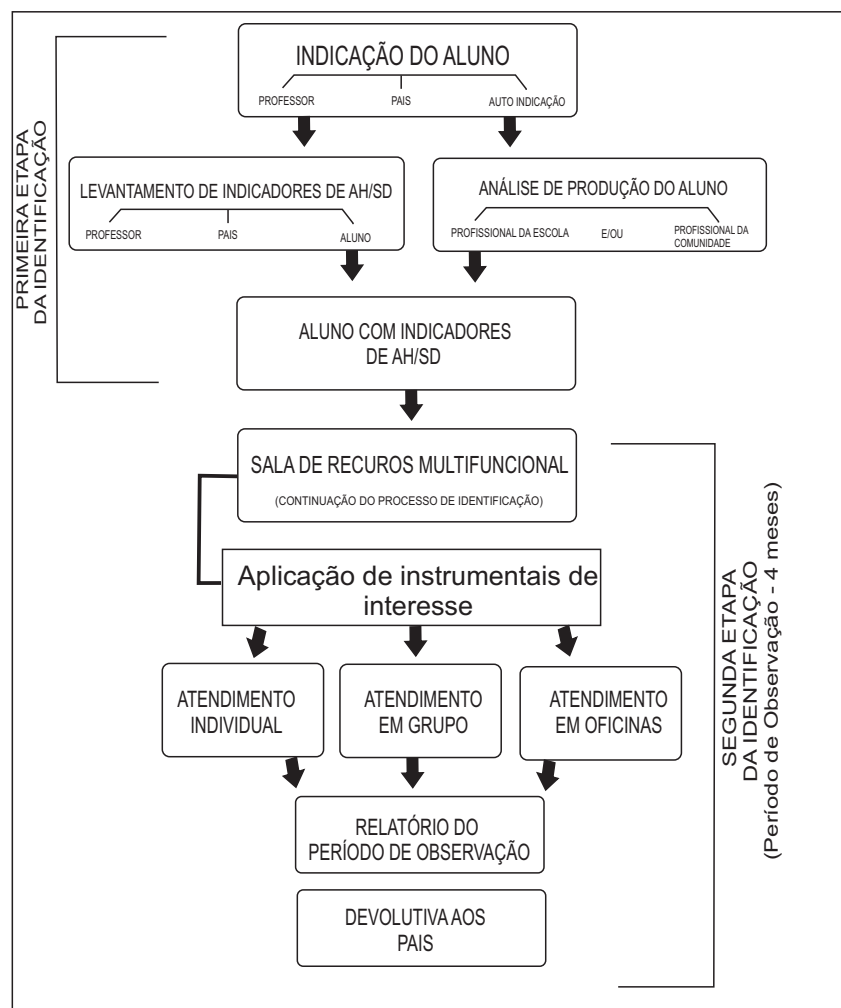 INDICAÇÃO DO ALUNO
PROFESSOR PAIS AUTO INDICAÇÃO
PRIMEIRA ETAPA
DA IDENTIFICAÇÃO
LEVANTAMENTO DE INDICADORES DE AH/SD
PROFESSOR PAIS ALUNO
ANÁLISE DE PRODUÇÃO DO ALUNO
PROFISSIONAL DA ESCOLA E/OU PROFISSIONAL DA
COMUNIDADE
ALUNO COM INDICADORES
DE AH/SD
SALA DE RECUROS MULTIFUNCIONAL
(CONTINUAÇÃO DO PROCESSO DE IDENTIFICAÇÃO)
Aplicação de instrumentais de
interesse
SEGUNDA ETAPA
DA IDENTIFICAÇÃO
(Período de Observação - 4 meses)
ATENDIMENTO
INDIVIDUAL
ATENDIMENTO
EM GRUPO
ATENDIMENTO
EM OFICINAS
RELATÓRIO DO
PERÍODO DE OBSERVAÇÃO
DEVOLUTIVA AOS
PAIS